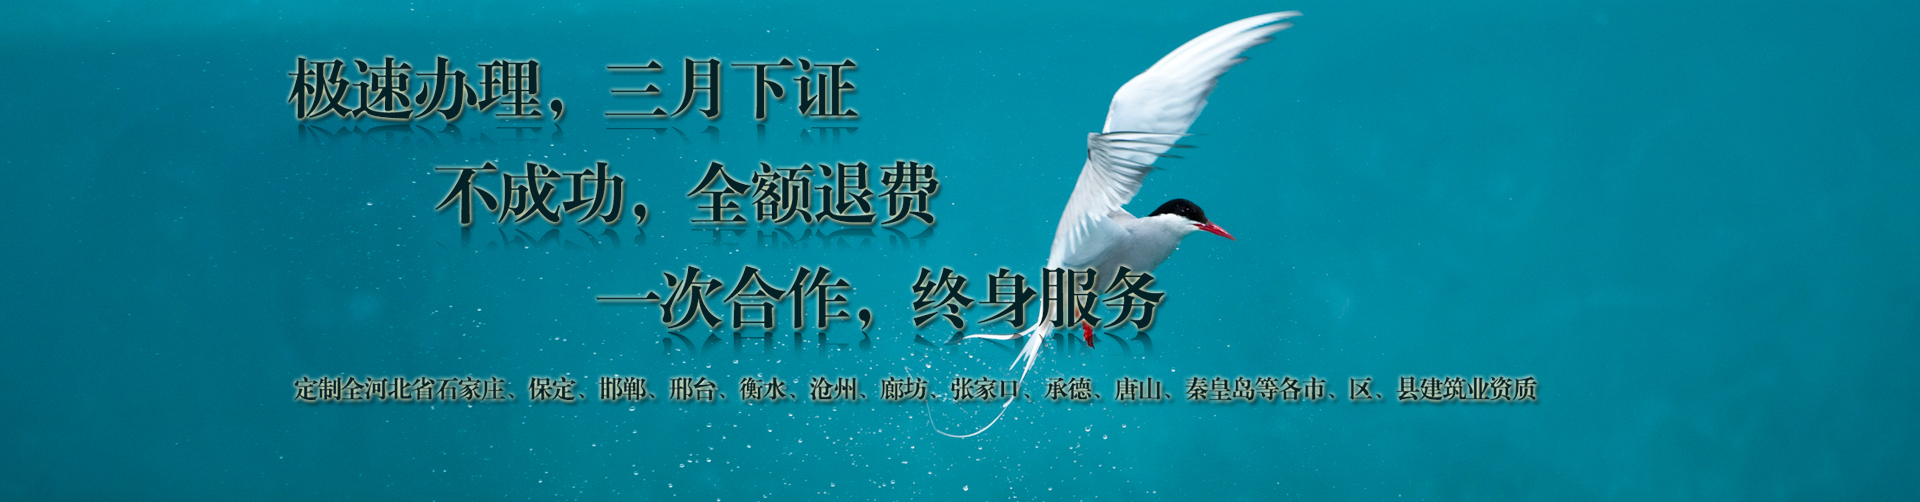 极速办理，三月下证
不成功，全额退费
一次合作，终身服务
定制全河北省石家庄、保定、邯郸、邢台、衡水、沧州、廊坊、张家口、承德、唐山、秦皇岛等各市、区、县建筑业资质